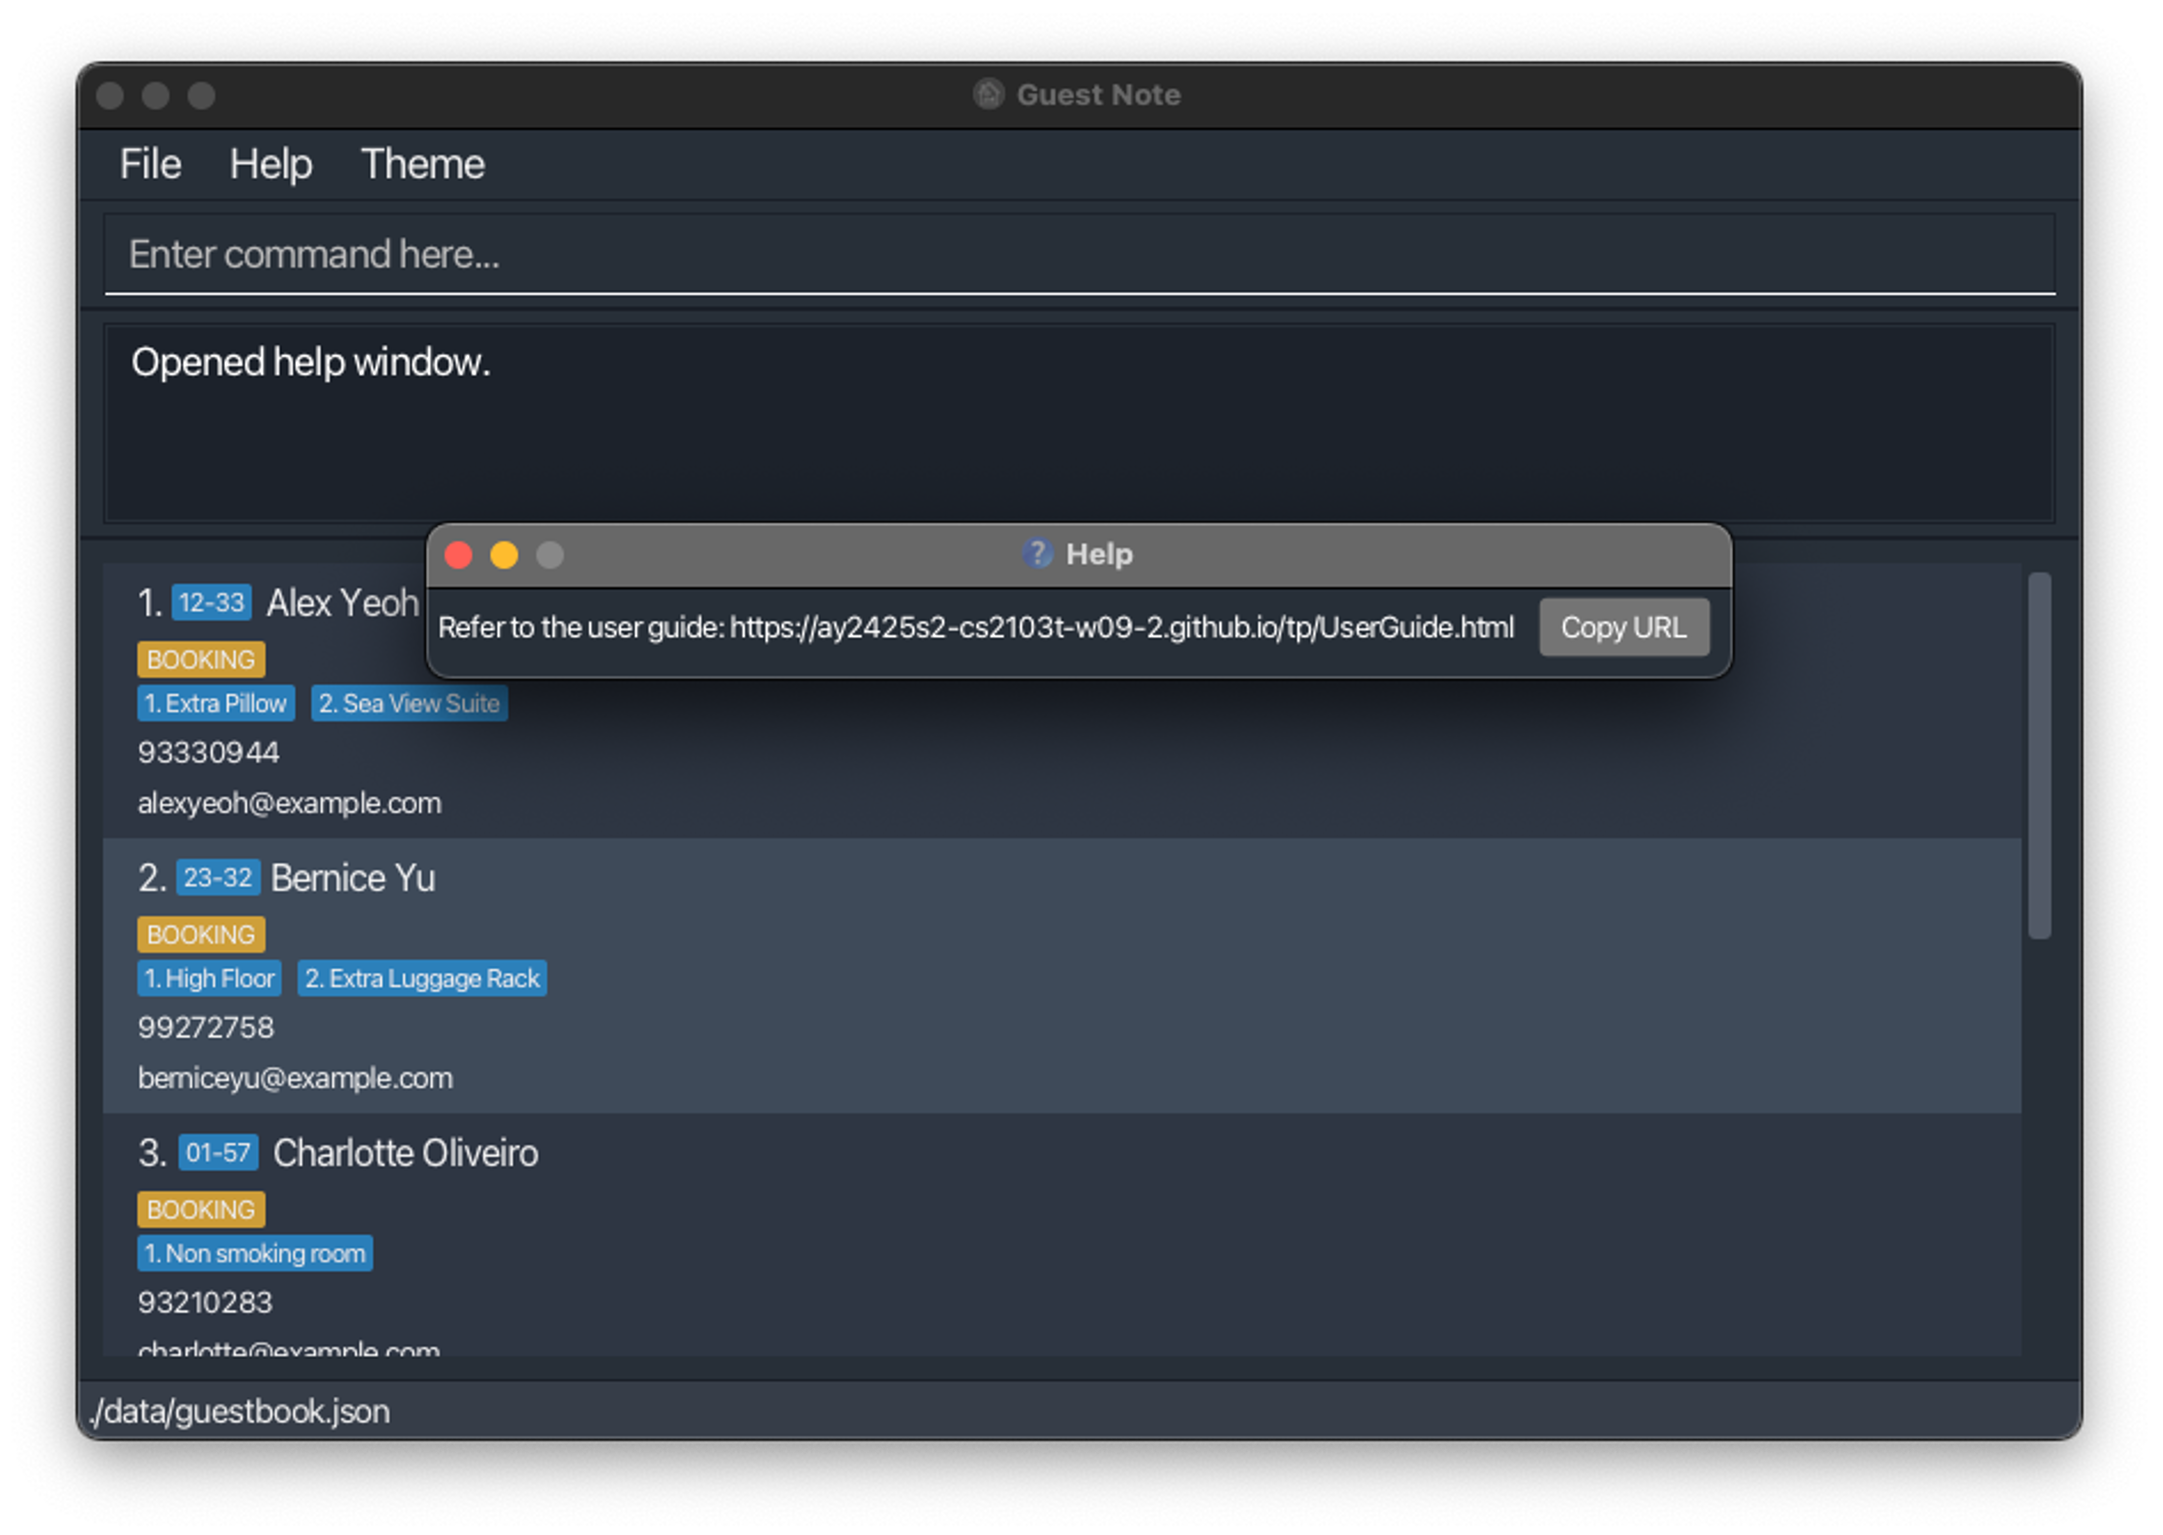 Guest Note
File Help Theme
Enter command here...
Opened help window.
Help
Refer to the user guide: https://ay2425s2-cs2103t-w09-2.github.io/tp/UserGuide.html Copy URL
1. 12-33 Alex Yeoh
BOOKING
1. Extra Pillow 2. Sea View Suite
93330944
alexyeoh@example.com
2. 23-32 Bernice Yu
BOOKING
1. High Floor 2. Extra Luggage Rack
99272758
berniceyu@example.com
3. 01-57 Charlotte Oliveiro
BOOKING
1. Non smoking room
93210283
charlotte@example.com
./data/guestbook.json